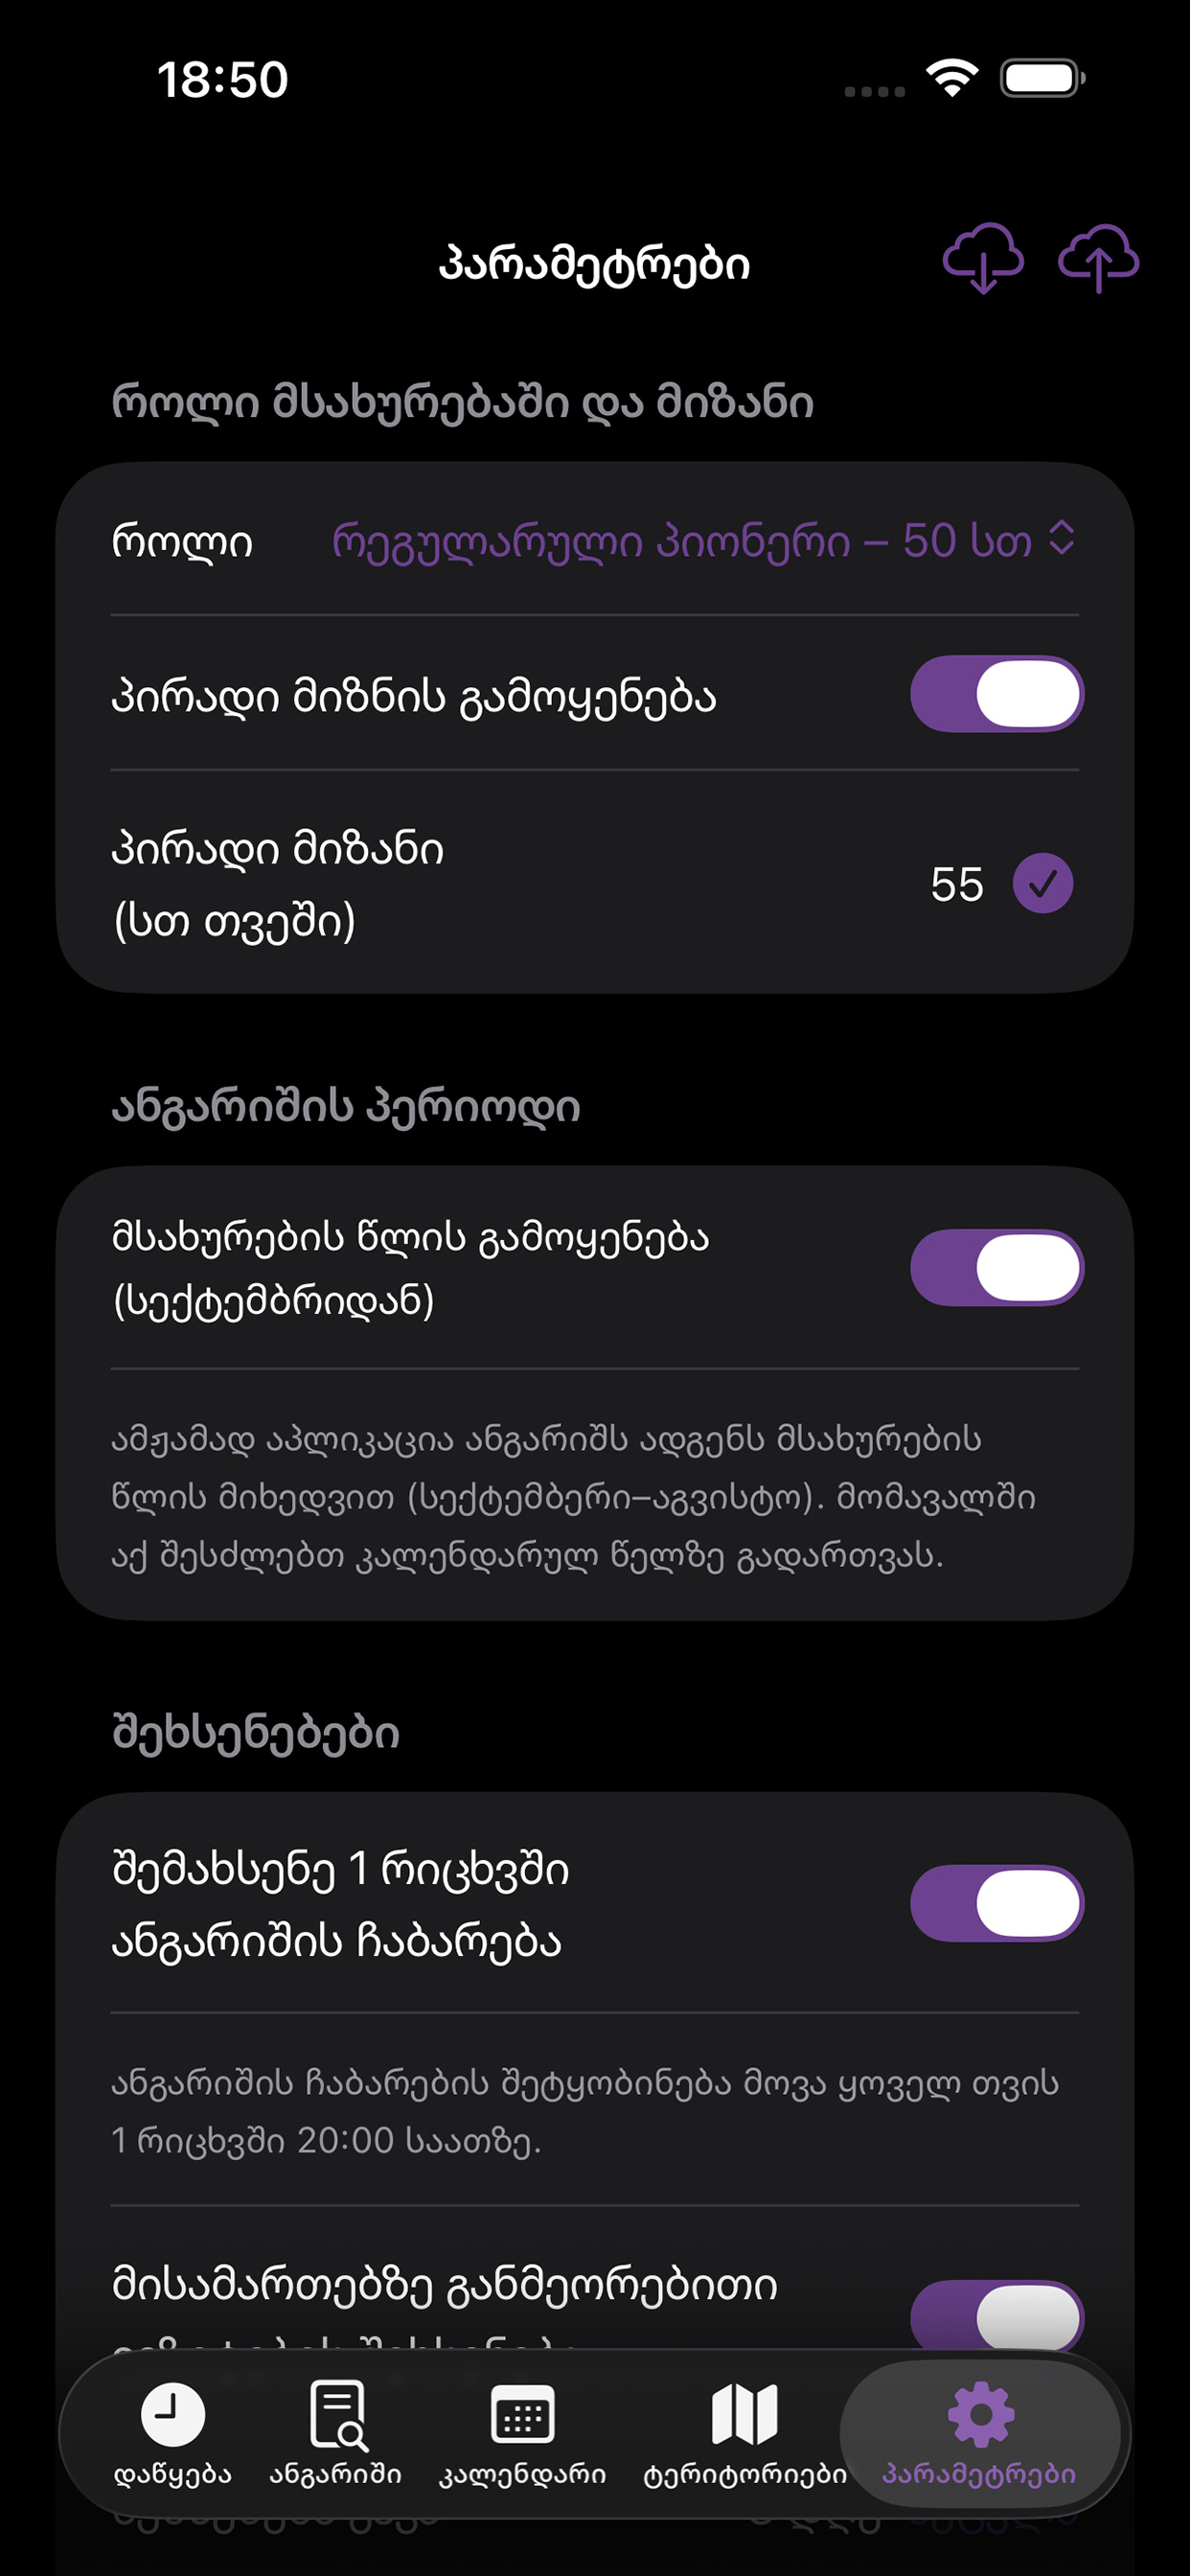 18:50
პარამეტრები
როლი მსახურებაში და მიზანი
როლი რეგულარული პიონერი – 50 სთ
პირადი მიზნის გამოყენება
პირადი მიზანი
(სთ თვეში)
55
ანგარიშის პერიოდი
მსახურების წლის გამოყენება
(სექტემბრიდან)
ამჟამად აპლიკაცია ანგარიშს ადგენს მსახურების
წლის მიხედვით (სექტემბერი–აგვისტო). მომავალში
აქ შესძლებთ კალენდარულ წელზე გადართვას.
შეხსენებები
შემახსენე 1 რიცხვში
ანგარიშის ჩაბარება
ანგარიშის ჩაბარების შეტყობინება მოვა ყოველ თვის
1 რიცხვში 20:00 საათზე.
მისამართებზე განმეორებითი
დაწყება ანგარიში კალენდარი ტერიტორიები პარამეტრები